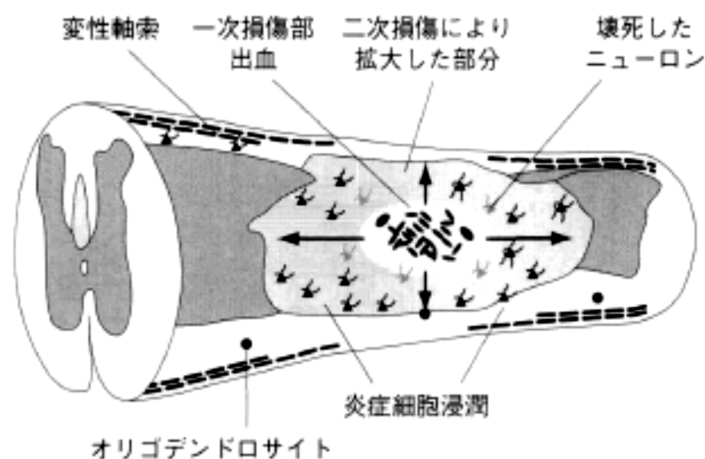 変性軸索
一次損傷部
出血
二次損傷により
拡大した部分
壊死した
ニューロン
炎症細胞浸潤
オリゴデンドロサイト